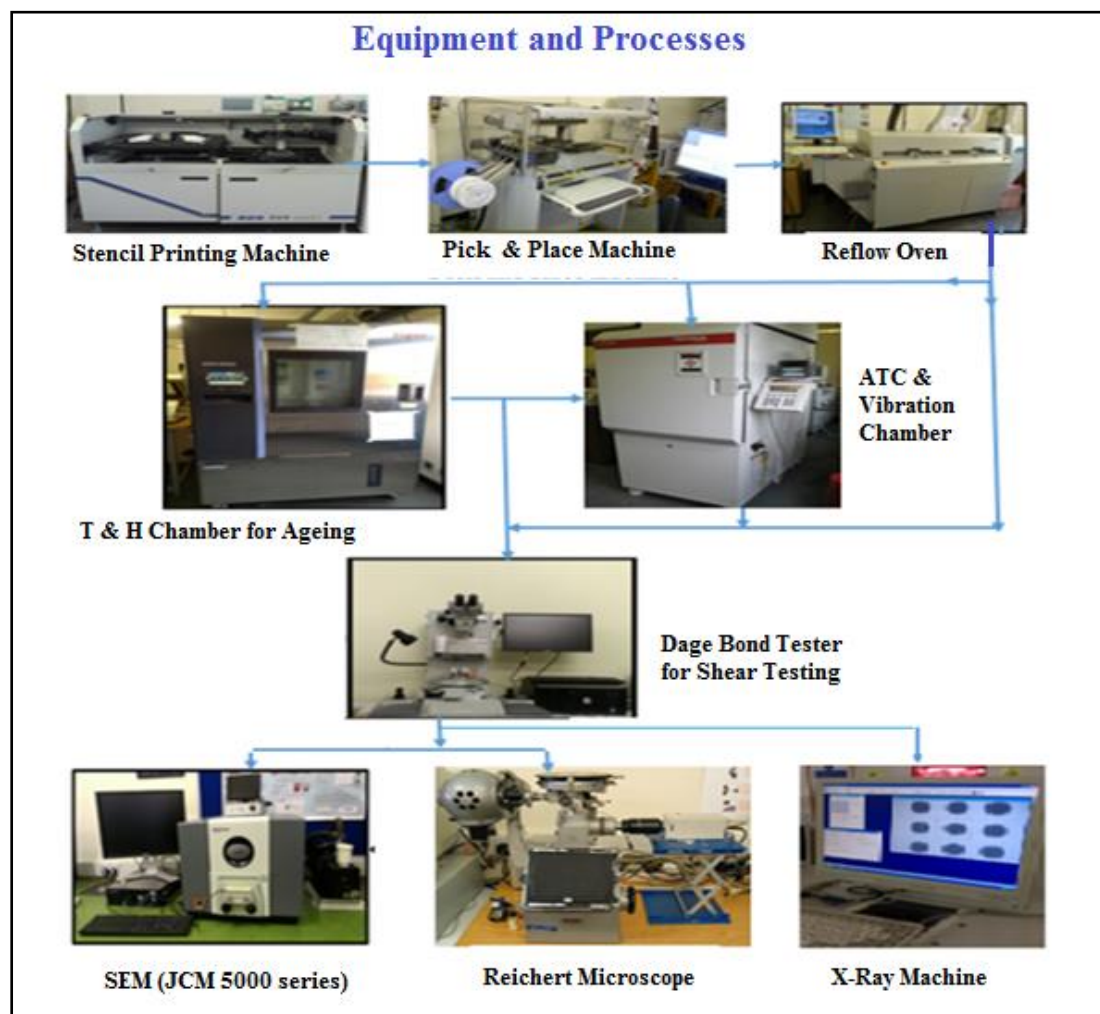 Equipment and Processes
Stencil Printing Machine
Pick & Place Machine
Reflow Oven
ATC &
Vibration
Chamber
T & H Chamber for Ageing
Dage Bond Tester
for Shear Testing
SEM (JCM 5000 series)
Reichert Microscope
X-Ray Machine